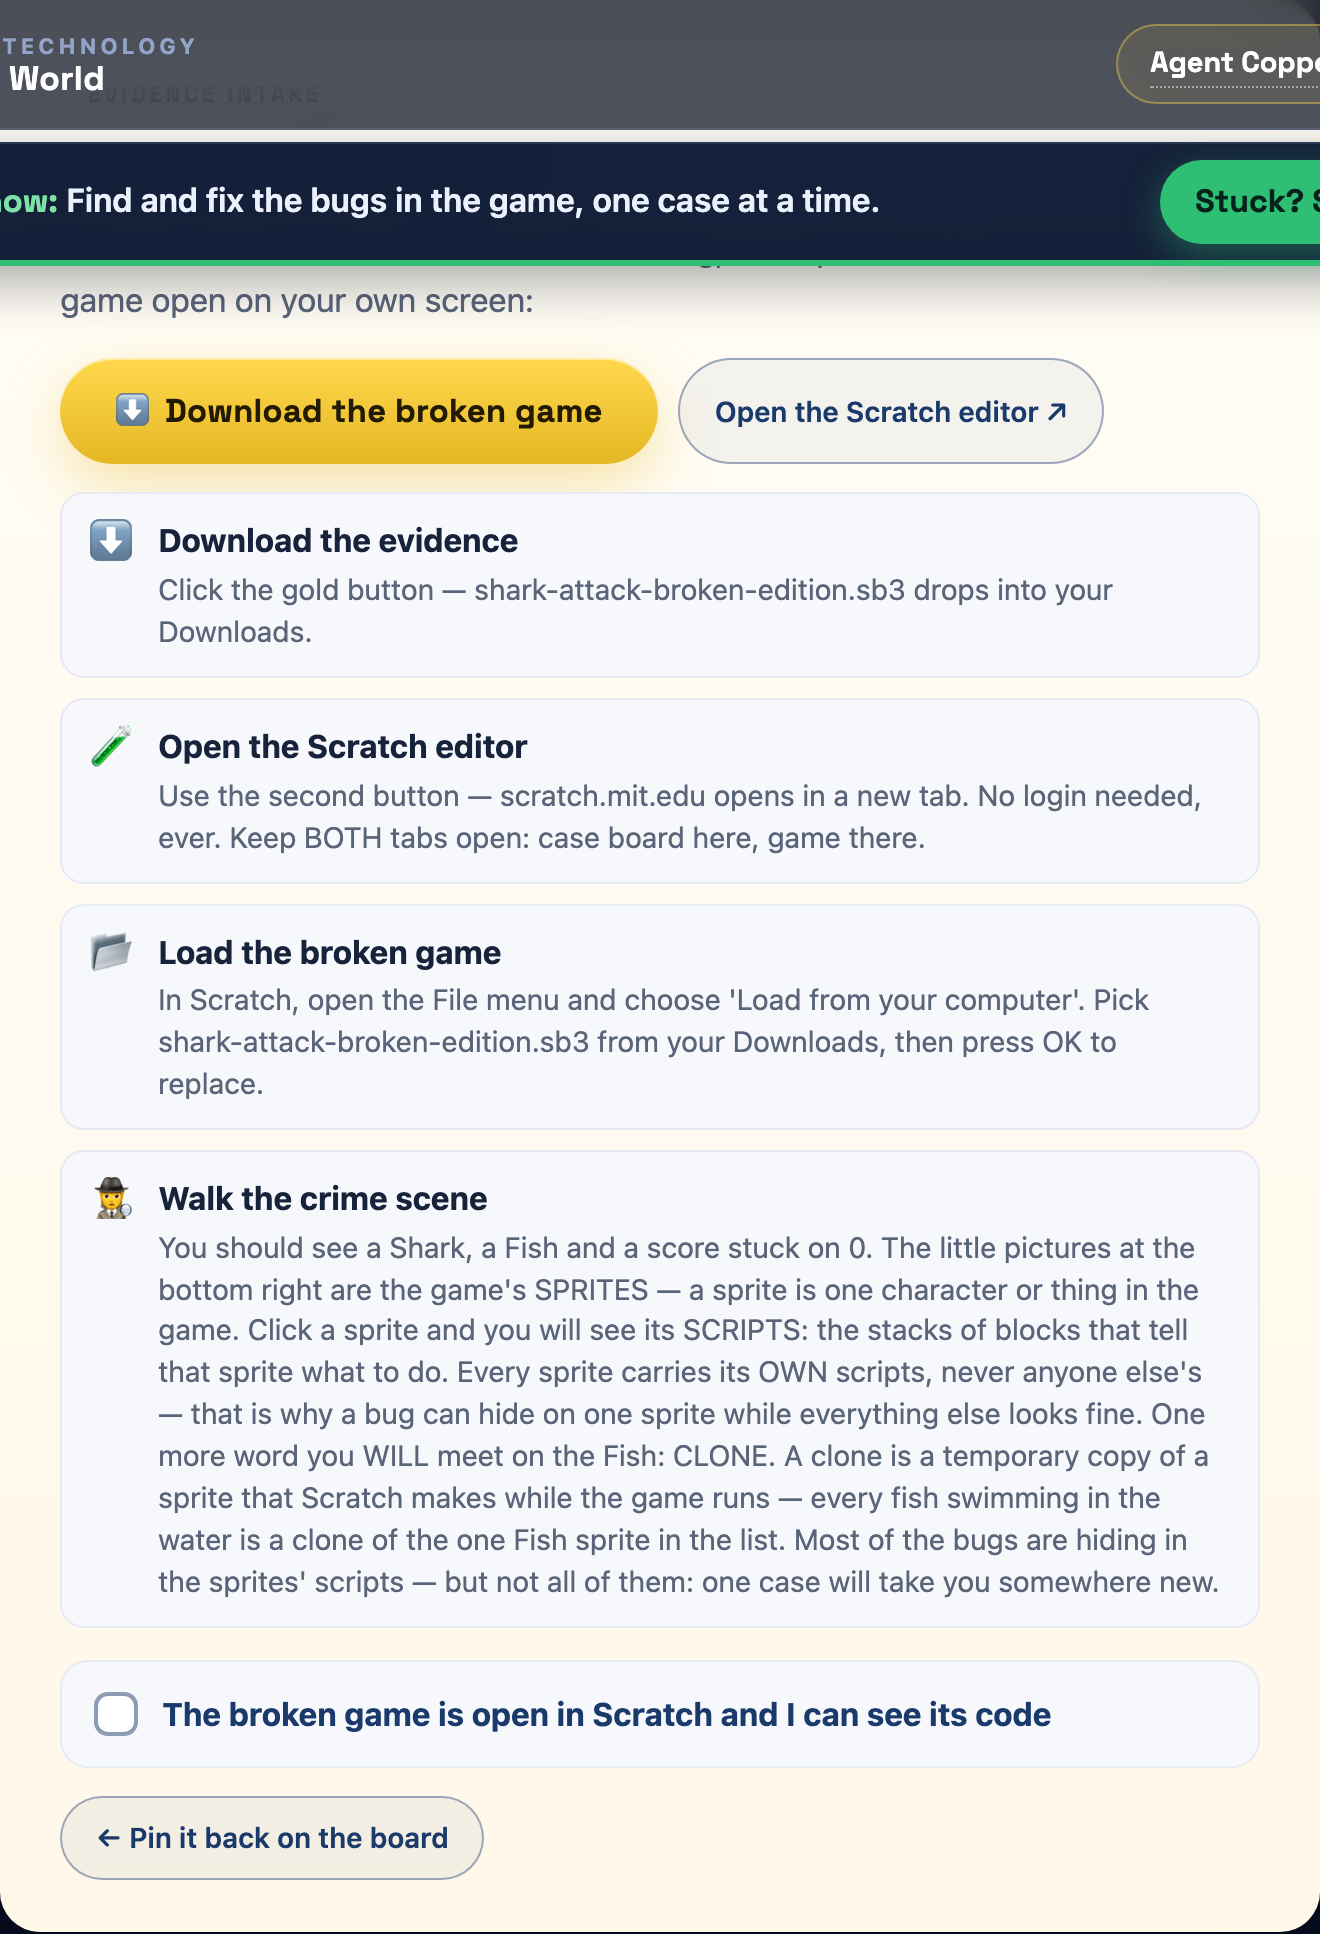 TECHNOLOGY
World
EVIDENCE INTAKE
Agent Coppe
now: Find and fix the bugs in the game, one case at a time.
Stuck? S
game open on your own screen:
Download the broken game
Open the Scratch editor ↗
Download the evidence
Click the gold button — shark-attack-broken-edition.sb3 drops into your
Downloads.
Open the Scratch editor
Use the second button — scratch.mit.edu opens in a new tab. No login needed,
ever. Keep BOTH tabs open: case board here, game there.
Load the broken game
In Scratch, open the File menu and choose 'Load from your computer'. Pick
shark-attack-broken-edition.sb3 from your Downloads, then press OK to
replace.
Walk the crime scene
You should see a Shark, a Fish and a score stuck on 0. The little pictures at the
bottom right are the game's SPRITES — a sprite is one character or thing in the
game. Click a sprite and you will see its SCRIPTS: the stacks of blocks that tell
that sprite what to do. Every sprite carries its OWN scripts, never anyone else's
— that is why a bug can hide on one sprite while everything else looks fine. One
more word you WILL meet on the Fish: CLONE. A clone is a temporary copy of a
sprite that Scratch makes while the game runs — every fish swimming in the
water is a clone of the one Fish sprite in the list. Most of the bugs are hiding in
the sprites' scripts — but not all of them: one case will take you somewhere new.
The broken game is open in Scratch and I can see its code
← Pin it back on the board